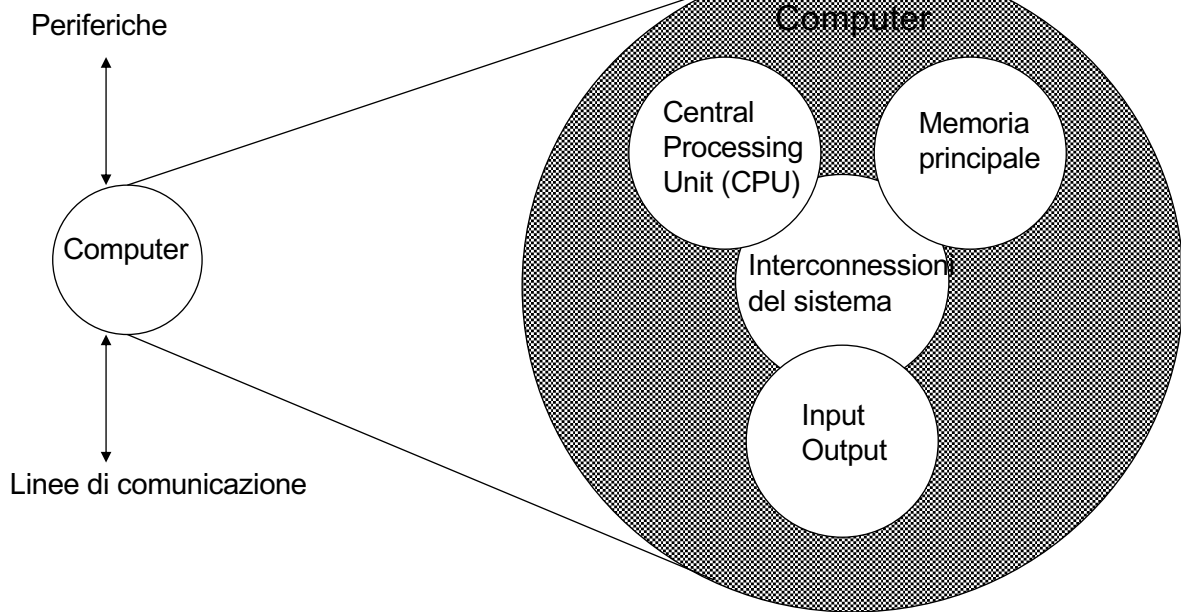 Periferiche
Computer
Linee di comunicazione
Computer
Central
Processing
Unit (CPU)
Memoria
principale
Interconnessioni
del sistema
Input
Output